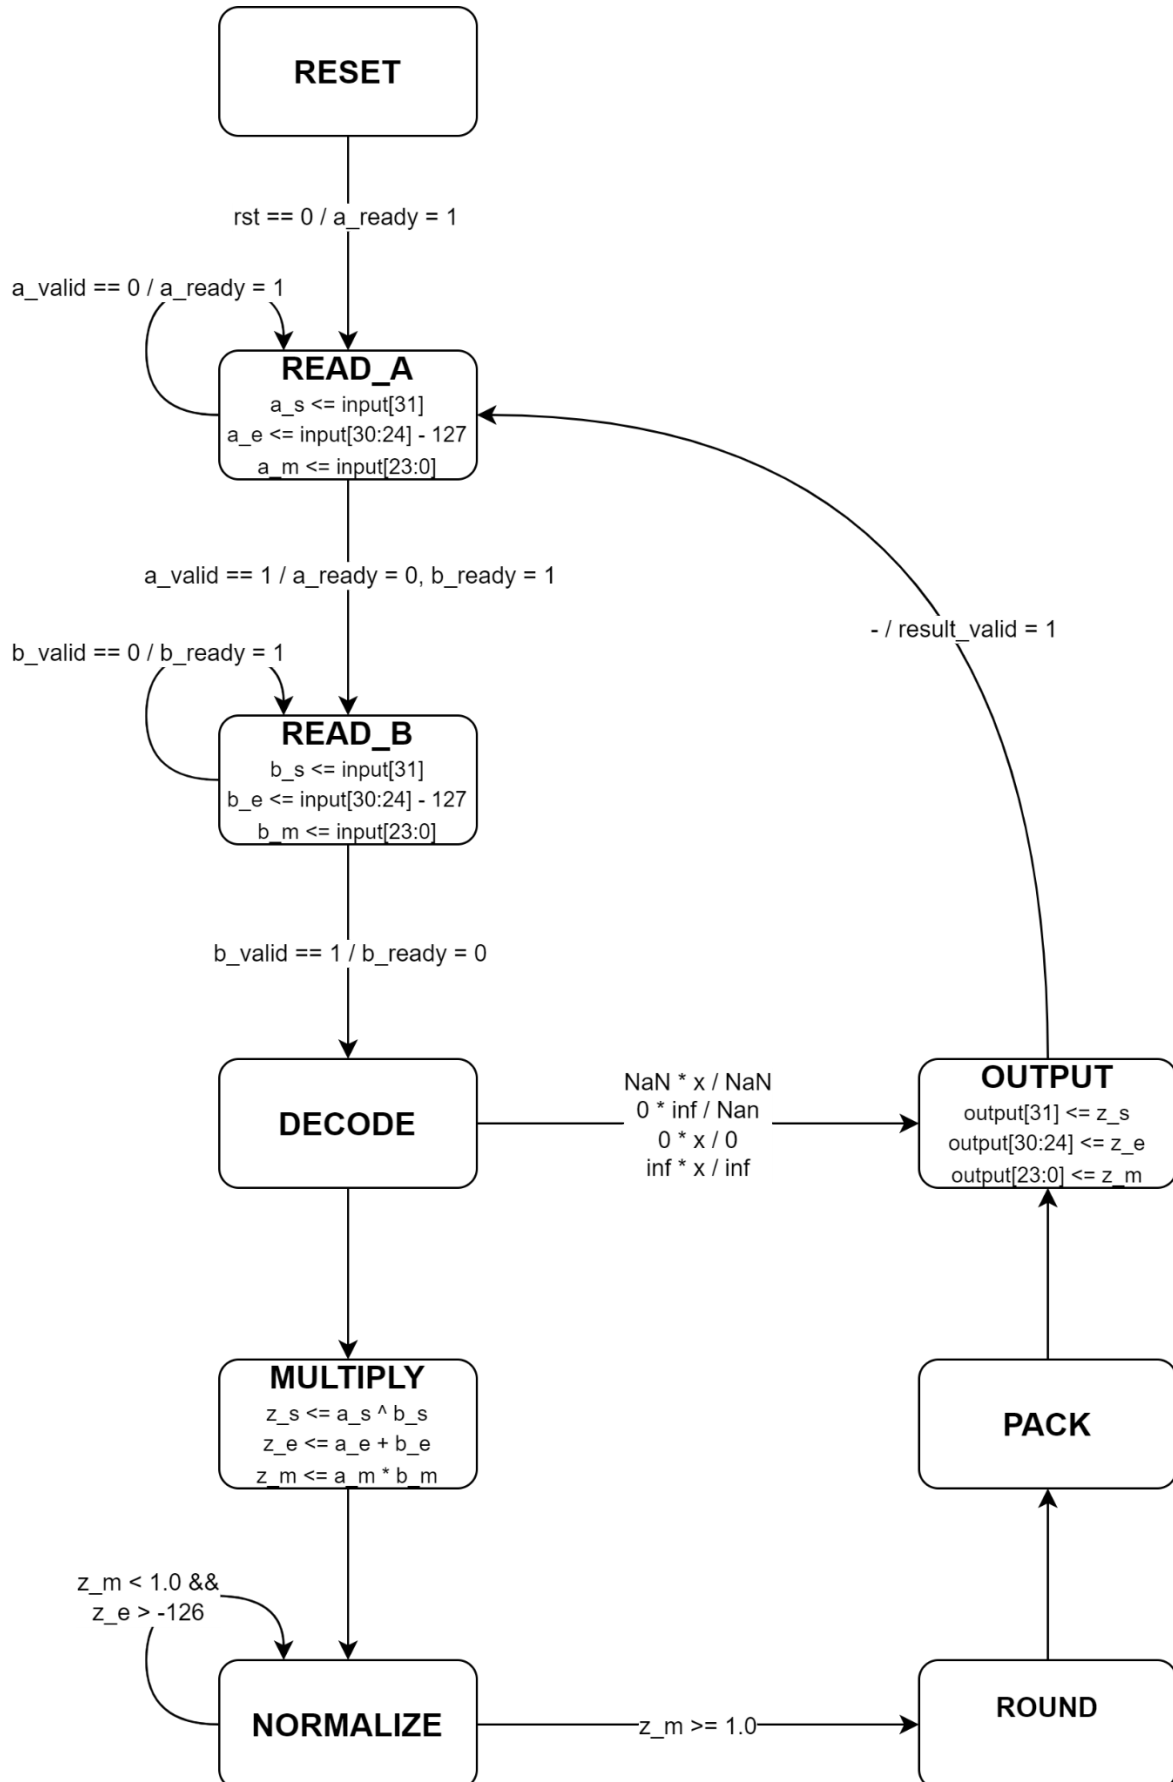 RESET
rst == 0 / a_ready = 1
a_valid == 0 / a_ready = 1
READ_A
a_s <= input[31]
a_e <= input[30:24] - 127
a_m <= input[23:0]
a_valid == 1 / a_ready = 0, b_ready = 1
- / result_valid = 1
b_valid == 0 / b_ready = 1
READ_B
b_s <= input[31]
b_e <= input[30:24] - 127
b_m <= input[23:0]
b_valid == 1 / b_ready = 0
DECODE
NaN * x / NaN
0 * inf / Nan
0 * x / 0
inf * x / inf
OUTPUT
output[31] <= z_s
output[30:24] <= z_e
output[23:0] <= z_m
MULTIPLY
z_s <= a_s ^ b_s
z_e <= a_e + b_e
z_m <= a_m * b_m
PACK
z_m < 1.0 &&
z_e > -126
NORMALIZE
z_m >= 1.0
ROUND